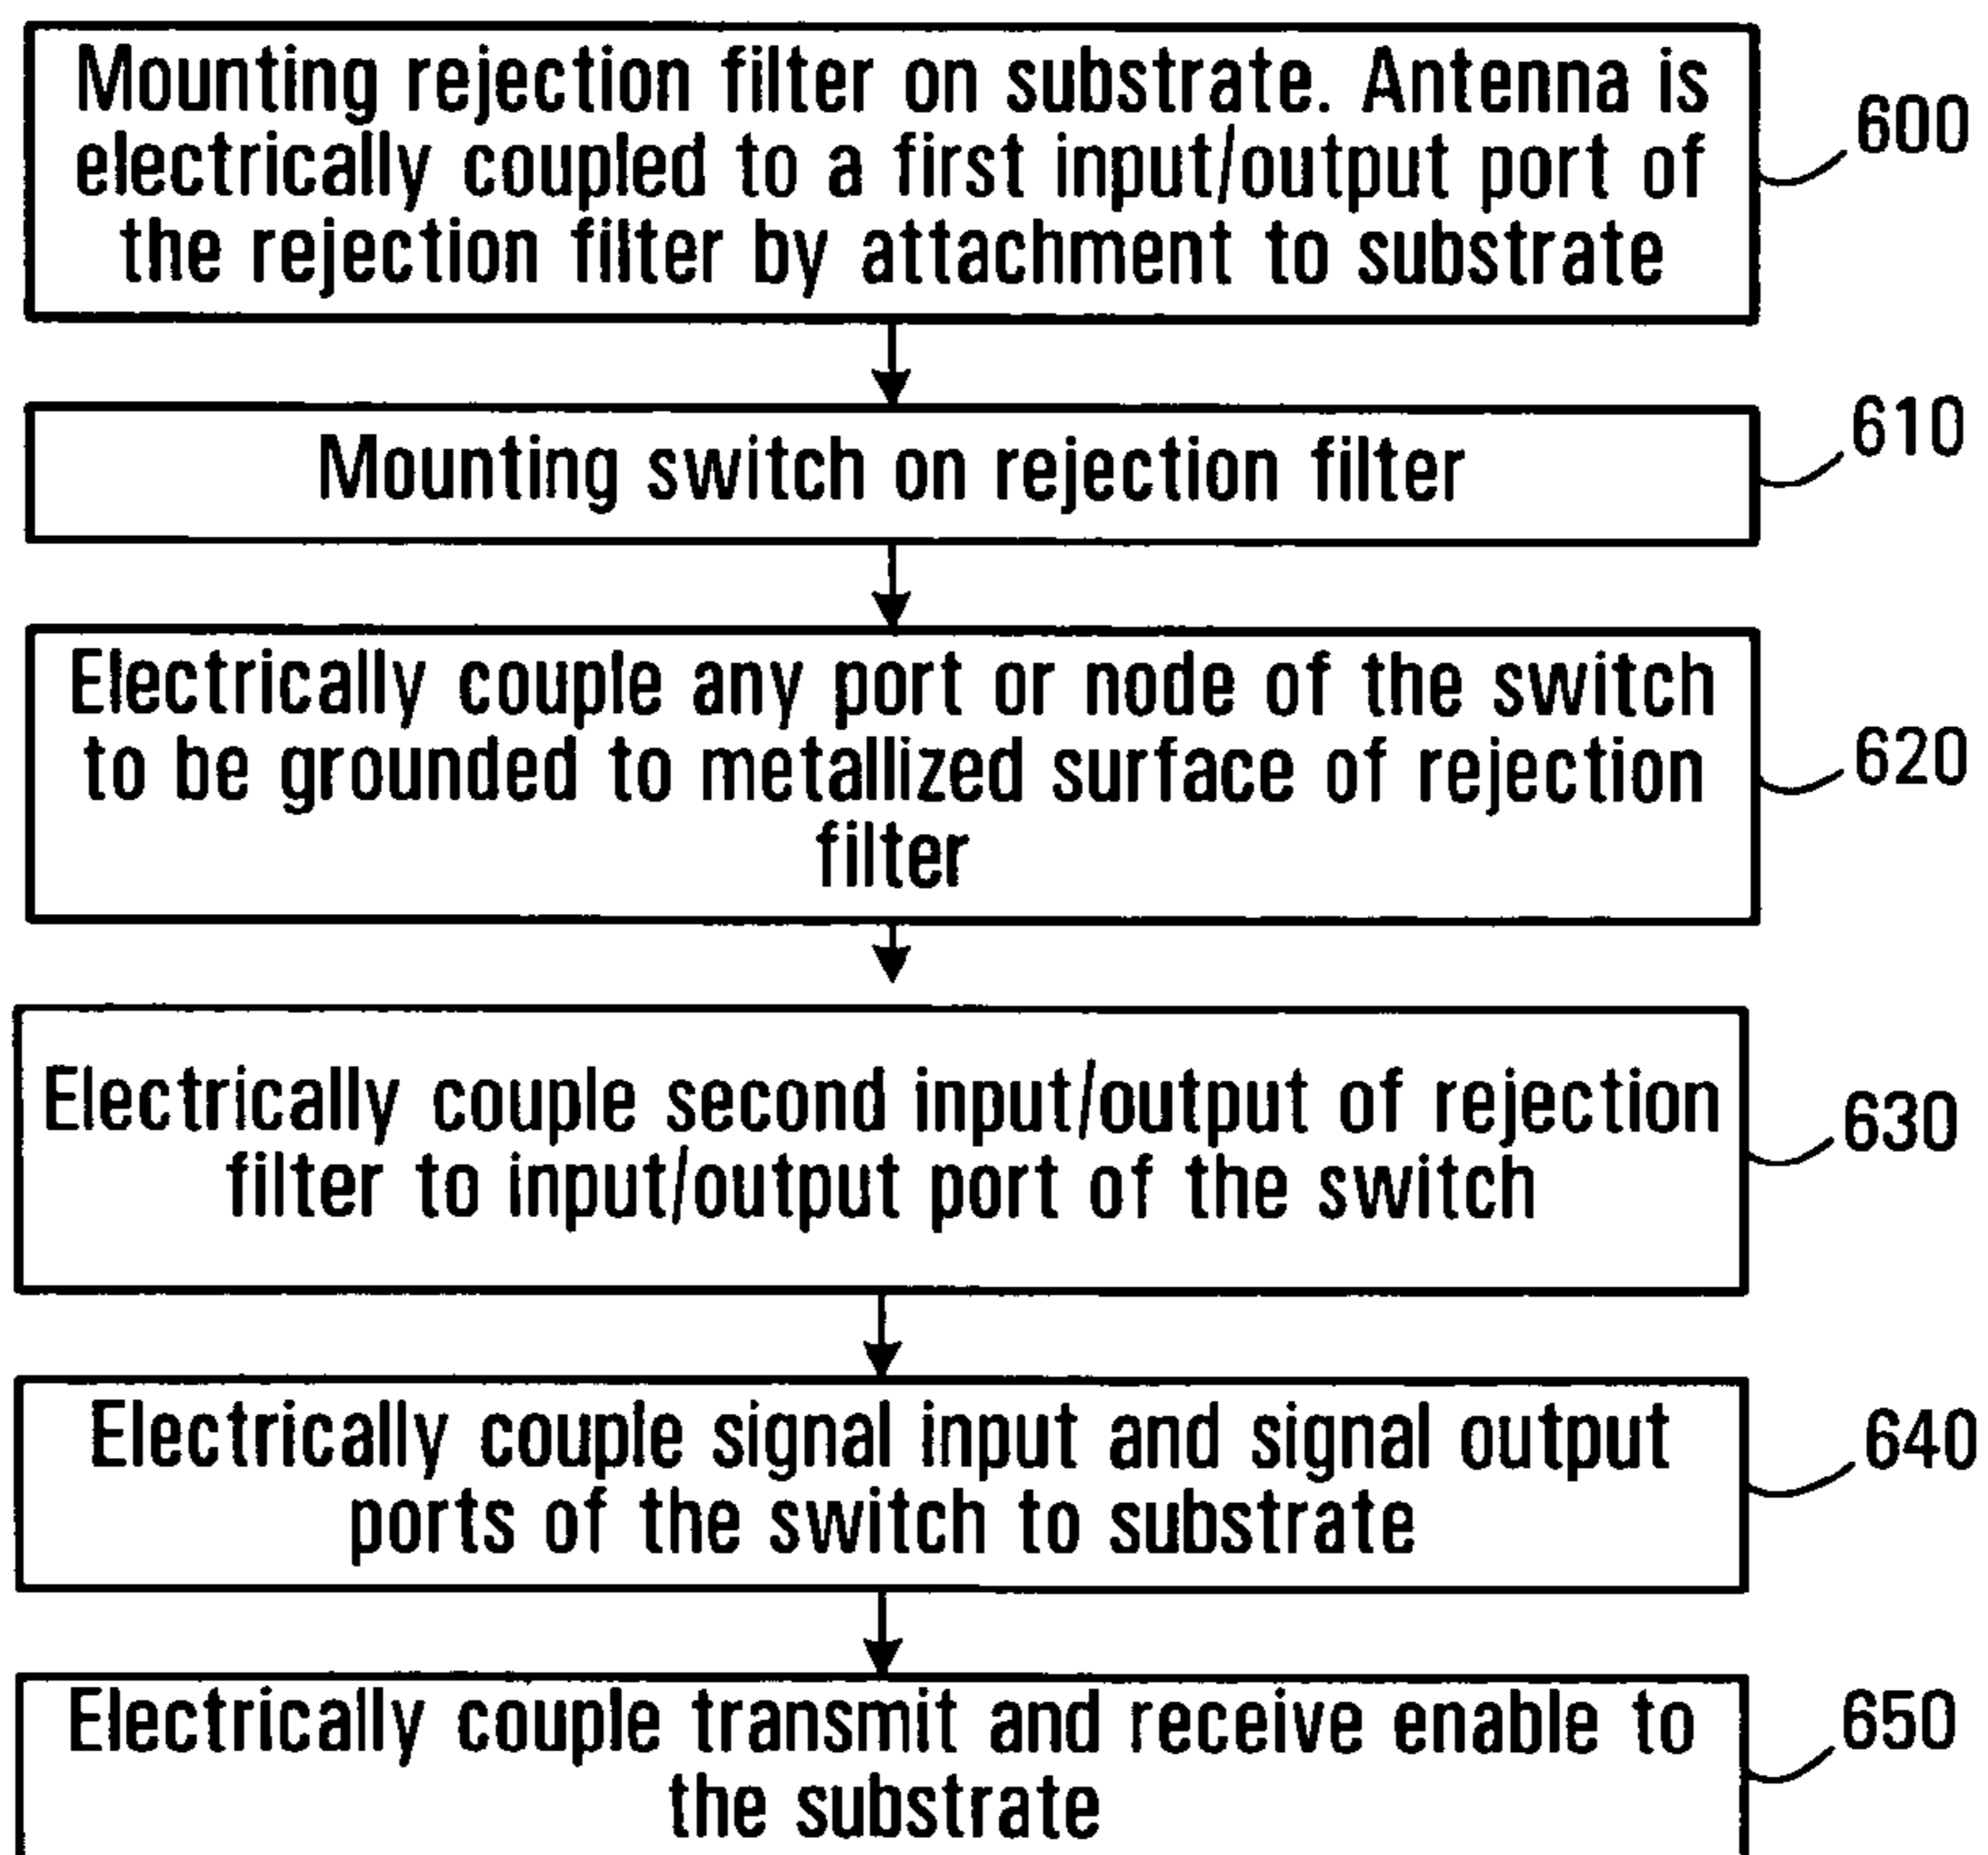 Mounting rejection filter on substrate. Antenna is
electrically coupled to a first input/output port of
the rejection filter by attachment to substrate
600
Mounting switch on rejection filter
610
Electrically couple any port or node of the switch
to be grounded to metallized surface of rejection
filter
620
Electrically couple second input/output of rejection
filter to input/output port of the switch
630
Electrically couple signal input and signal output
ports of the switch to substrate
640
Electrically couple transmit and receive enable to
the substrate
650